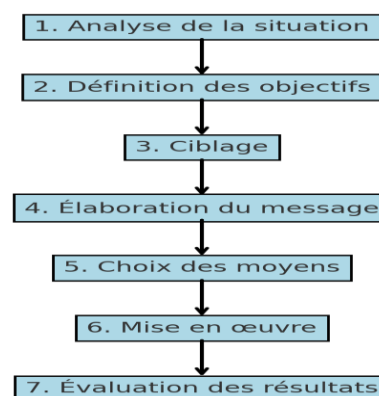 1. Analyse de la situation
2. Définition des objectifs
3. Ciblage
4. Élaboration du message
5. Choix des moyens
6. Mise en œuvre
7. Évaluation des résultats